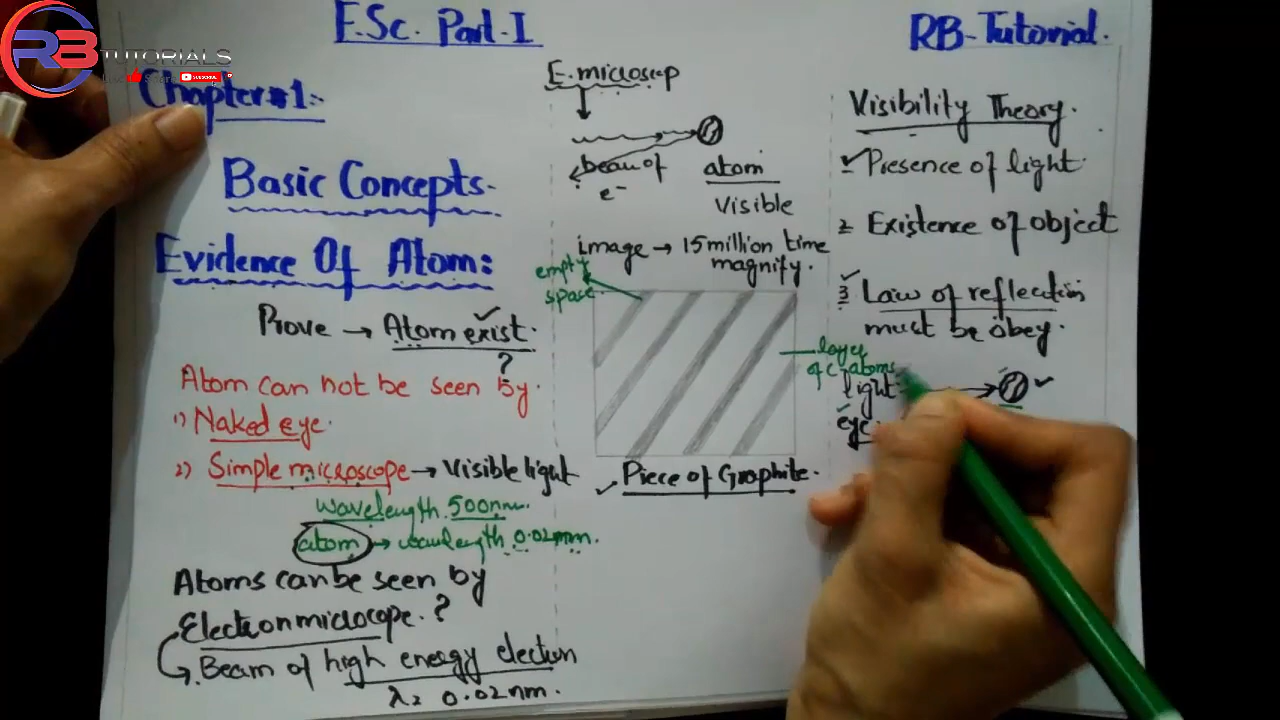 RB
TUTORIALS
F.Sc. Part-I
RB-Tutorial.
Chapter#1:-
Basic Concepts.
Evidence Of Atom:
Prove → Atom exist.
?
Atom can not be seen by.
1) Naked eye.
2) Simple microscope → Visible light
wavelength 500nm.
atom → wavelength 0.02nm.
Atoms can be seen by
Electron microscope. ?
Beam of high energy election
λ= 0.02nm.
E.microscop
beam of
e-
atom
Visible
image → 15 million time
magnify.
empty
space.
layer
of c-atoms
Piece of Graphite.
Visibility Theory.
1 Presence of light.
2 Existence of object
3 Law of reflection
must be obey.
light
eye